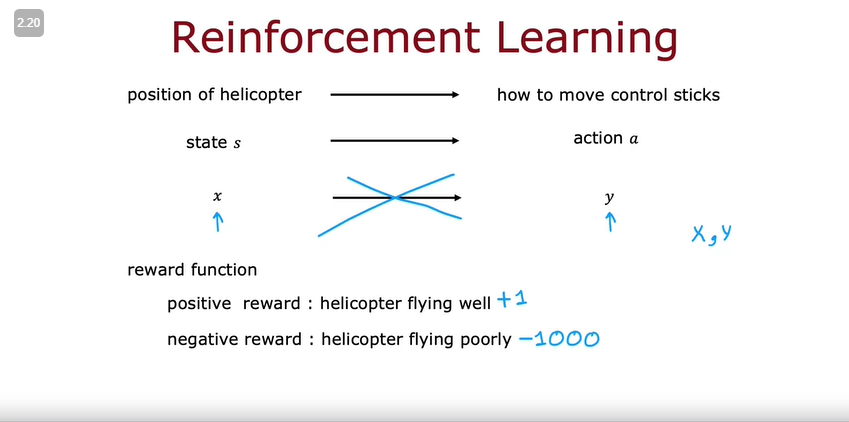 2.20
Reinforcement Learning
position of helicopter how to move control sticks
state s action a
x y
x, y
reward function
positive reward : helicopter flying well +1
negative reward : helicopter flying poorly -1000